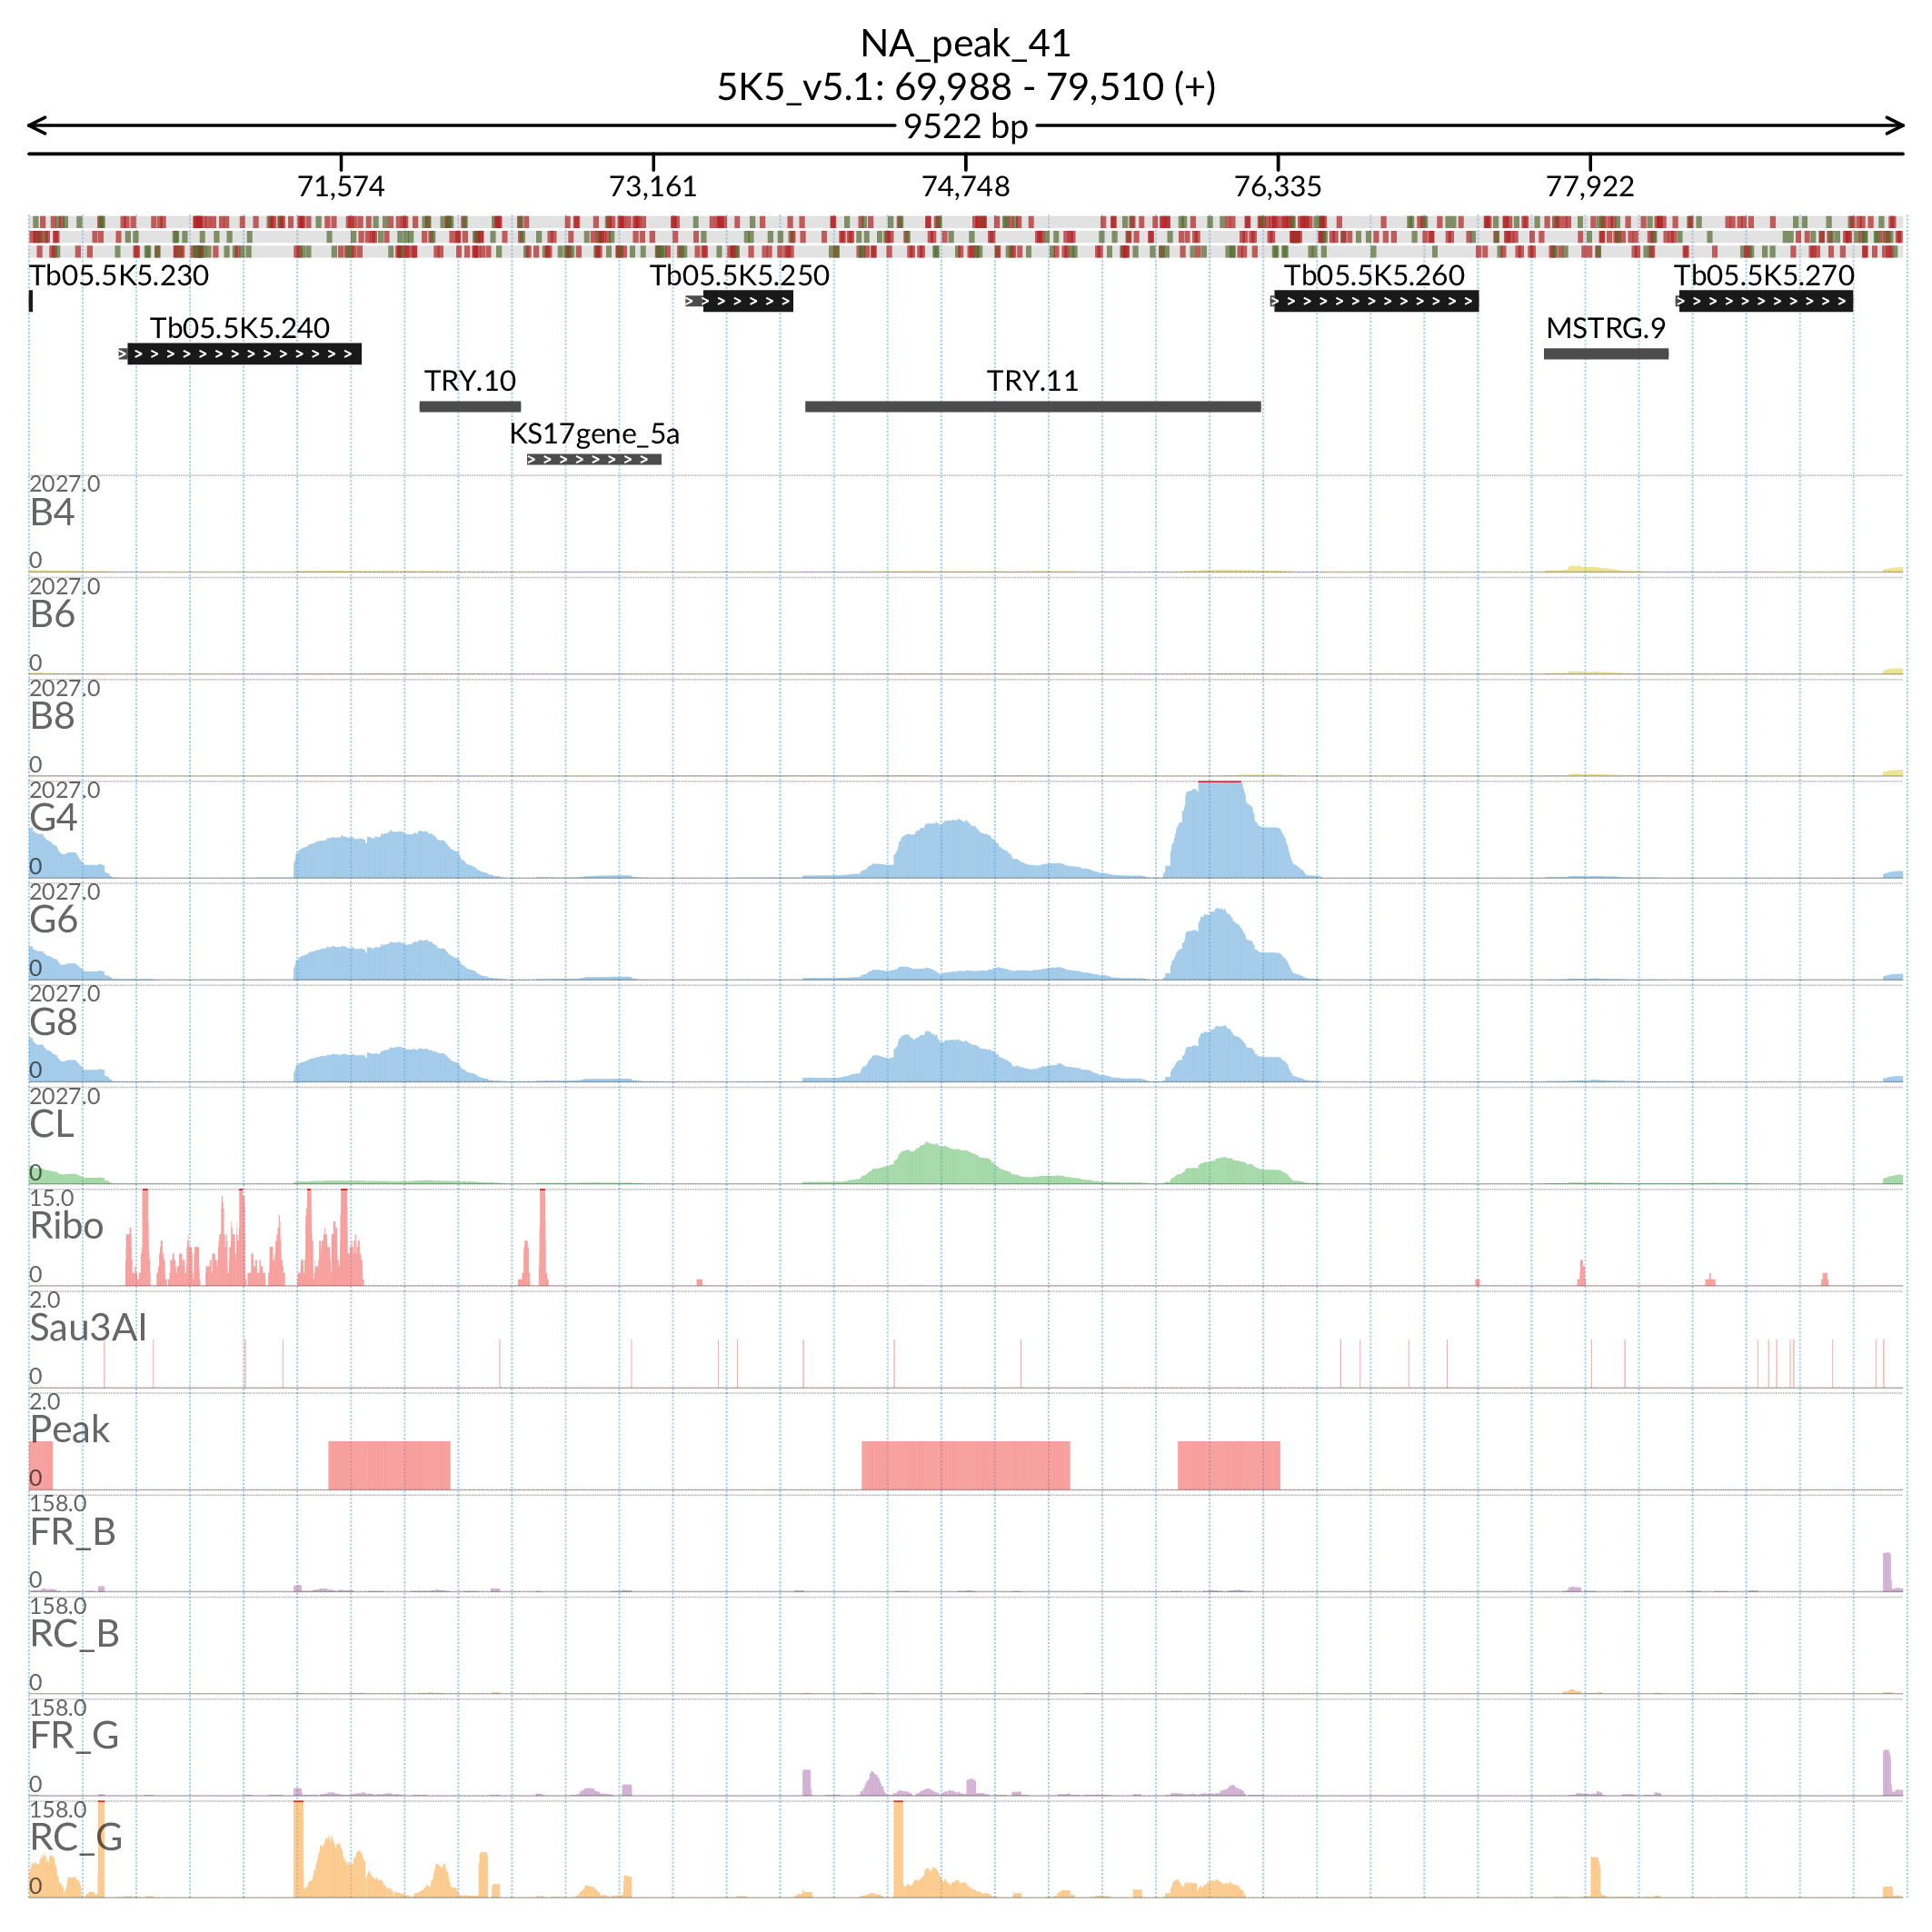 NA_peak_41
5K5_v5.1: 69,988 - 79,510 (+)
9522 bp
71,574 73,161 74,748 76,335 77,922
Tb05.5K5.230 Tb05.5K5.250 Tb05.5K5.260 Tb05.5K5.270
Tb05.5K5.240 MSTRG.9
TRY.10 TRY.11
KS17gene_5a
2027.0
B4
0
2027.0
B6
0
2027.0
B8
0
2027.0
G4
0
2027.0
G6
0
2027.0
G8
0
2027.0
CL
0
15.0
Ribo
0
2.0
Sau3AI
0
2.0
Peak
0
158.0
FR_B
0
158.0
RC_B
0
158.0
FR_G
0
158.0
RC_G
0